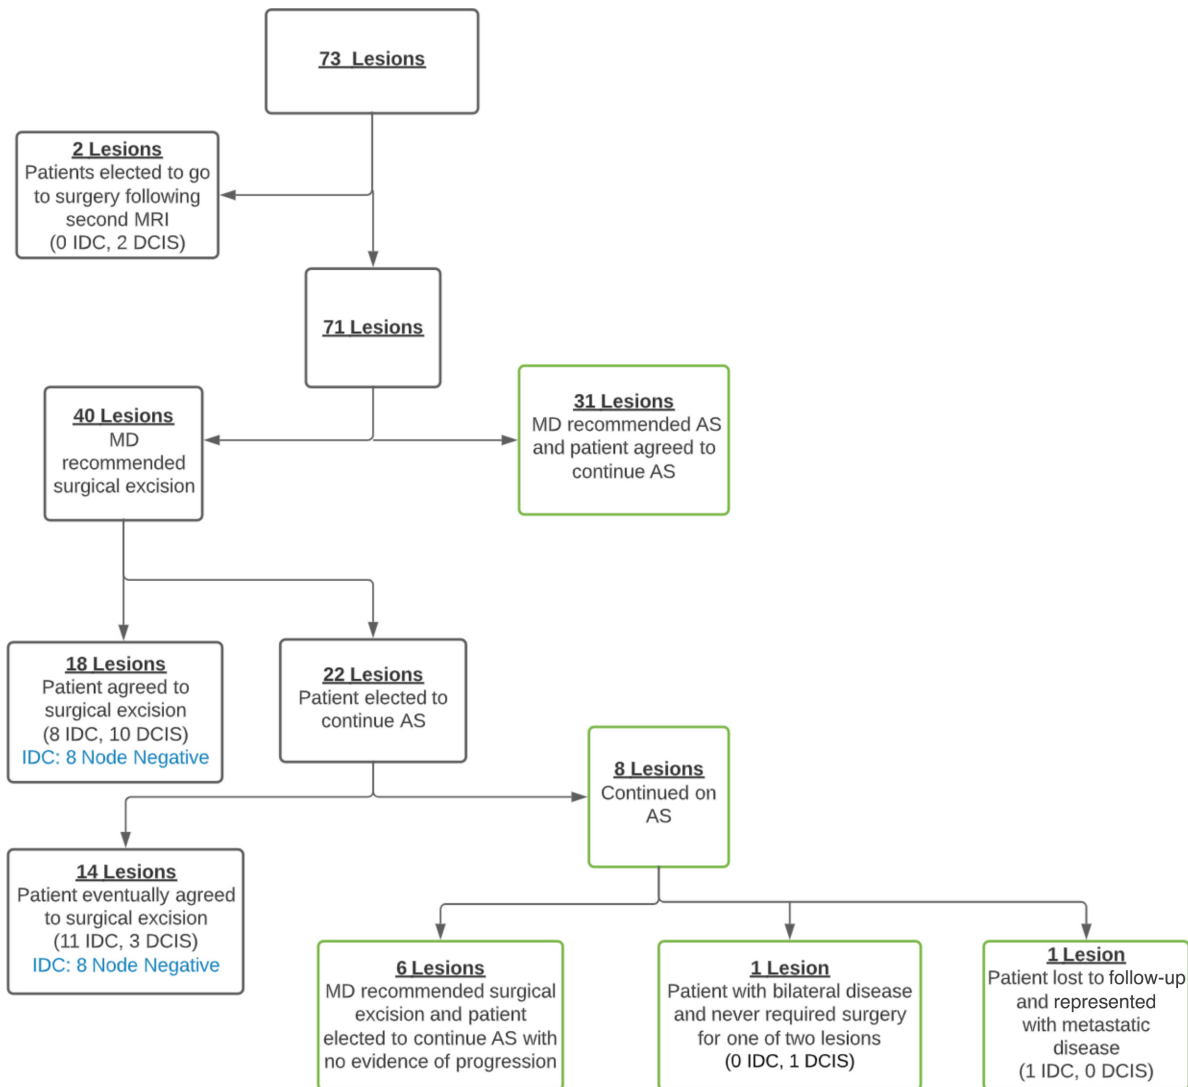 73 Lesions
2 Lesions
Patients elected to go
to surgery following
second MRI
(0 IDC, 2 DCIS)
71 Lesions
40 Lesions
MD
recommended
surgical excision
31 Lesions
MD recommended AS
and patient agreed to
continue AS
18 Lesions
Patient agreed to
surgical excision
(8 IDC, 10 DCIS)
IDC: 8 Node Negative
22 Lesions
Patient elected to
continue AS
8 Lesions
Continued on
AS
14 Lesions
Patient eventually agreed
to surgical excision
(11 IDC, 3 DCIS)
IDC: 8 Node Negative
6 Lesions
MD recommended surgical
excision and patient
elected to continue AS with
no evidence of progression
1 Lesion
Patient with bilateral disease
and never required surgery
for one of two lesions
(0 IDC, 1 DCIS)
1 Lesion
Patient lost to follow-up
and represented
with metastatic
disease
(1 IDC, 0 DCIS)